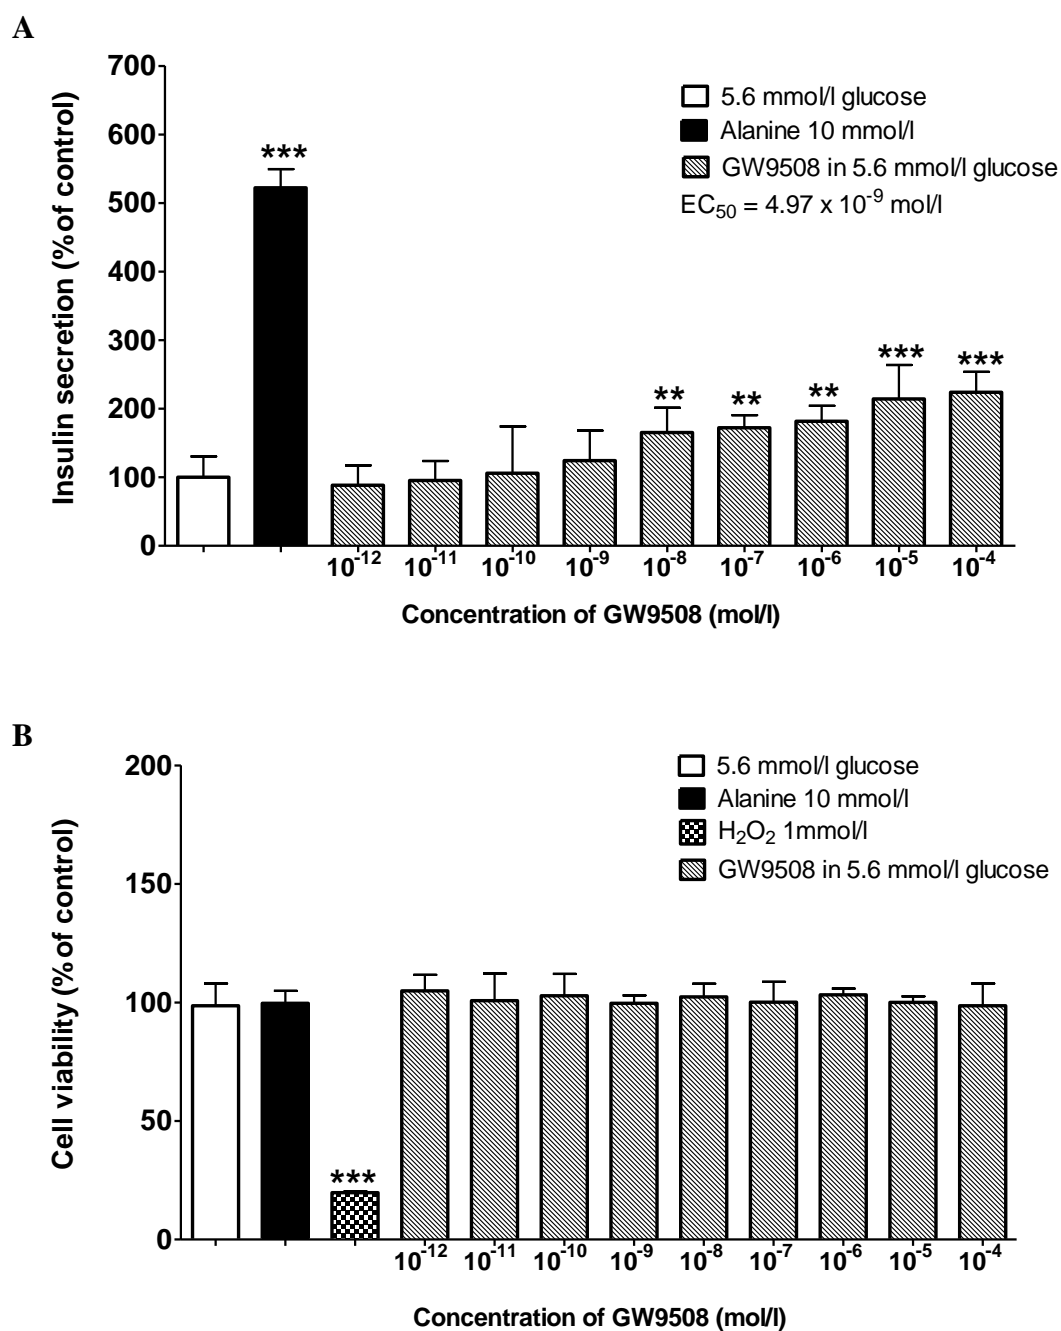 A
700
600
500
400
300
200
100
0
Insulin secretion (% of control)
5.6 mmol/l glucose
Alanine 10 mmol/l
GW9508 in 5.6 mmol/l glucose
EC50 = 4.97 x 10-9 mol/l
***
**
**
**
***
***
10-12 10-11 10-10 10-9 10-8 10-7 10-6 10-5 10-4
Concentration of GW9508 (mol/l)
B
200
150
100
50
0
Cell viability (% of control)
5.6 mmol/l glucose
Alanine 10 mmol/l
H2O2 1mmol/l
GW9508 in 5.6 mmol/l glucose
***
10-12 10-11 10-10 10-9 10-8 10-7 10-6 10-5 10-4
Concentration of GW9508 (mol/l)